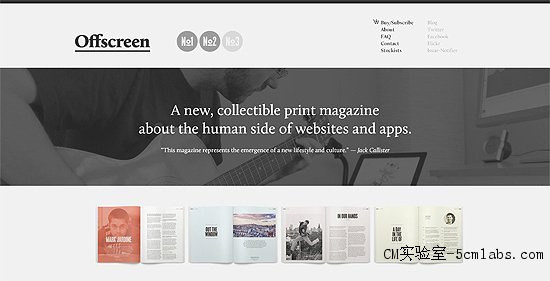 Offscreen
№1
№2
№3
Buy/Subscribe
About
FAQ
Contact
Stockists
Blog
Twitter
Facebook
Flickr
Issue Notifier
A new, collectible print magazine
about the human side of websites and apps.
"This magazine represents the emergence of a new lifestyle and culture." — Jack Callister
MARK JARDINE
OUT THE
WINDOW
IN OUR HANDS
A DAY
IN THE
LIFE OF
CM实验室-5cmlabs.com